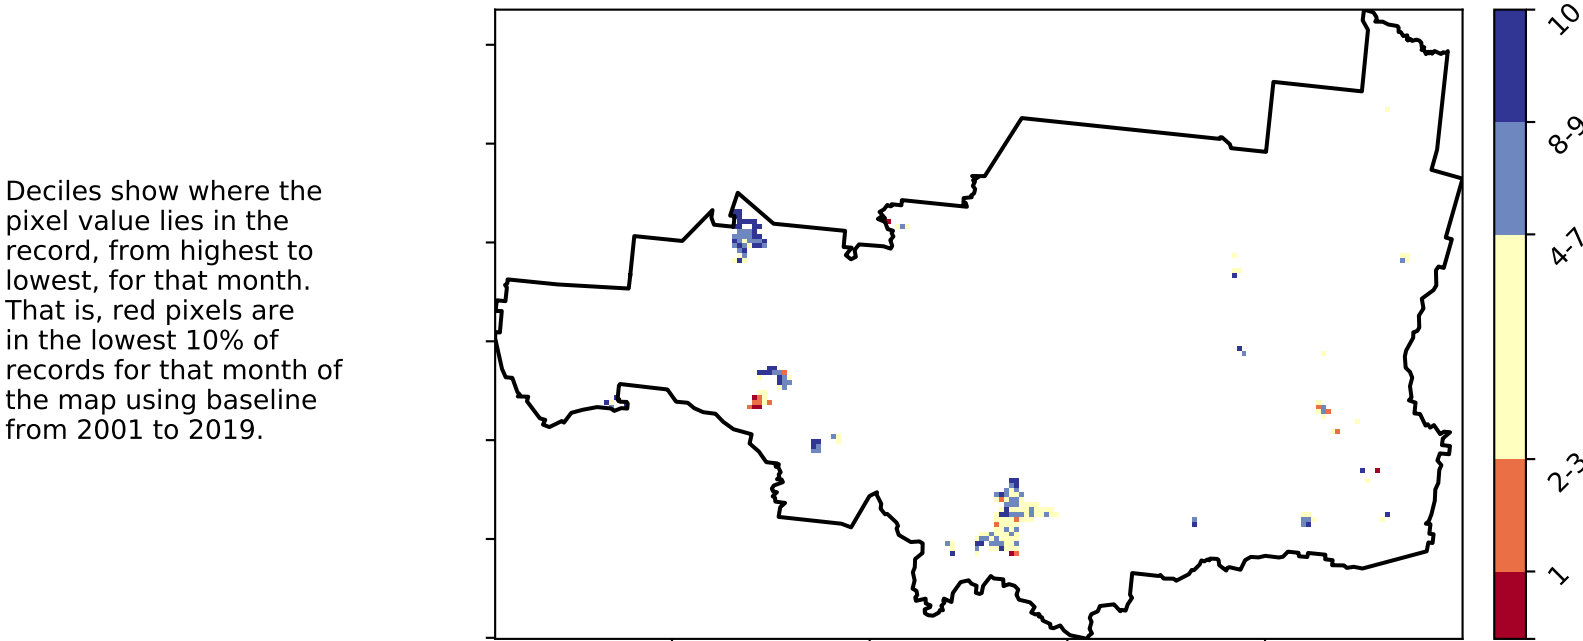 Deciles show where the
pixel value lies in the
record, from highest to
lowest, for that month.
That is, red pixels are
in the lowest 10% of
records for that month of
the map using baseline
from 2001 to 2019.
10
8-9
4-7
2-3
1